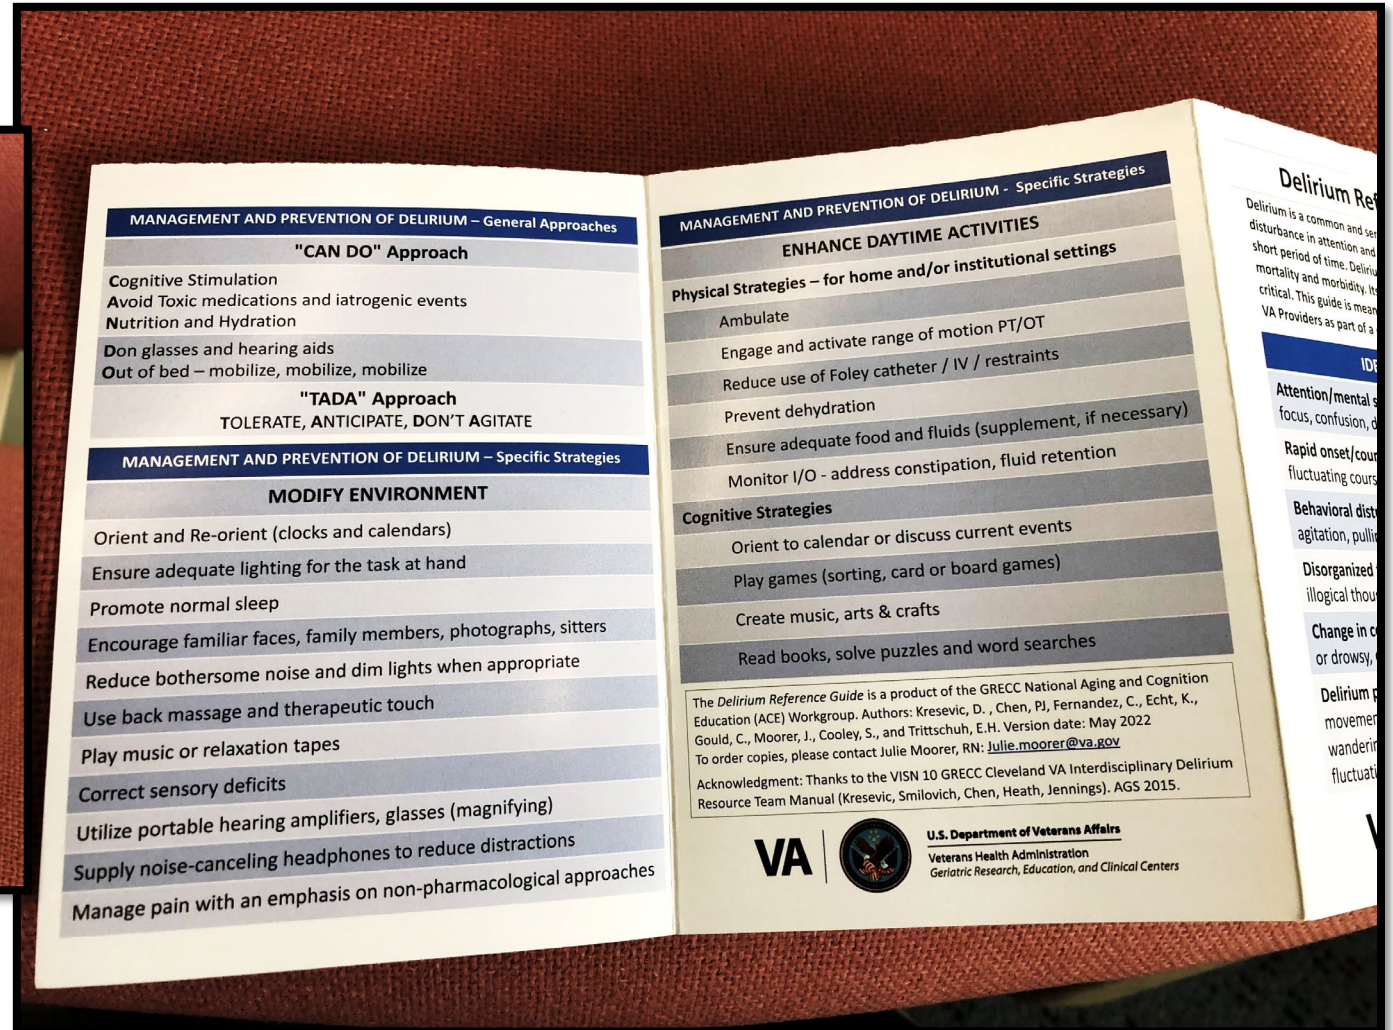 MANAGEMENT AND PREVENTION OF DELIRIUM – General Approaches
"CAN DO" Approach
Cognitive Stimulation
Avoid Toxic medications and iatrogenic events
Nutrition and Hydration
Don glasses and hearing aids
Out of bed – mobilize, mobilize, mobilize
"TADA" Approach
TOLERATE, ANTICIPATE, DON'T AGITATE
MANAGEMENT AND PREVENTION OF DELIRIUM – Specific Strategies
MODIFY ENVIRONMENT
Orient and Re-orient (clocks and calendars)
Ensure adequate lighting for the task at hand
Promote normal sleep
Encourage familiar faces, family members, photographs, sitters
Reduce bothersome noise and dim lights when appropriate
Use back massage and therapeutic touch
Play music or relaxation tapes
Correct sensory deficits
Utilize portable hearing amplifiers, glasses (magnifying)
Supply noise-canceling headphones to reduce distractions
Manage pain with an emphasis on non-pharmacological approaches
MANAGEMENT AND PREVENTION OF DELIRIUM - Specific Strategies
ENHANCE DAYTIME ACTIVITIES
Physical Strategies – for home and/or institutional settings
Ambulate
Engage and activate range of motion PT/OT
Reduce use of Foley catheter / IV / restraints
Prevent dehydration
Ensure adequate food and fluids (supplement, if necessary)
Monitor I/O - address constipation, fluid retention
Cognitive Strategies
Orient to calendar or discuss current events
Play games (sorting, card or board games)
Create music, arts & crafts
Read books, solve puzzles and word searches
The Delirium Reference Guide is a product of the GRECC National Aging and Cognition
Education (ACE) Workgroup. Authors: Kresevic, D. , Chen, PJ, Fernandez, C., Echt, K.,
Gould, C., Moorer, J., Cooley, S., and Trittschuh, E.H. Version date: May 2022
To order copies, please contact Julie Moorer, RN: Julie.moorer@va.gov
Acknowledgment: Thanks to the VISN 10 GRECC Cleveland VA Interdisciplinary Delirium
Resource Team Manual (Kresevic, Smilovich, Chen, Heath, Jennings). AGS 2015.
VA
U.S. Department of Veterans Affairs
Veterans Health Administration
Geriatric Research, Education, and Clinical Centers
Delirium
Delirium is a common and
disturbance in attention and
short period of time.
mortality and morbidity.
critical. This guide is
VA Providers as part of a
Attention/mental
focus, confusion,
Rapid
fluctuating
Behavioral
agitation,
Disorganized
illogical
Change in
or drowsy,
Delirium